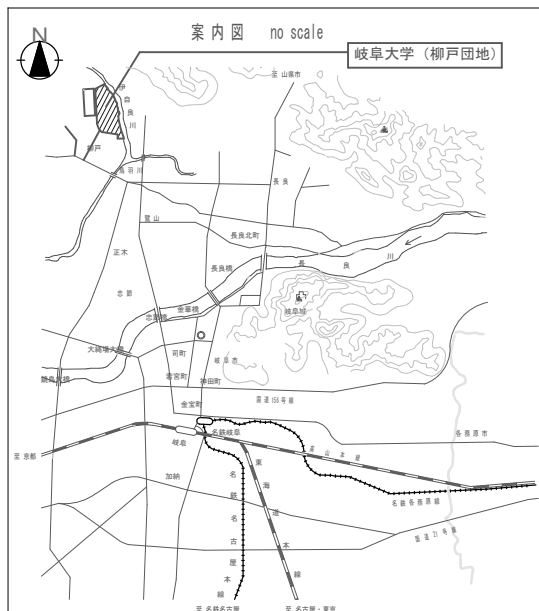 案内図 no scale
N
岐阜大学（柳戸団地）
至 山県市
伊自良川
柳戸
鳥羽川
長良
鷺山
長良北町
正木
長良川
長良橋
忠節
金華橋
忠節橋
岐阜城
大縄場大橋
司町
岐阜市
鏡島大橋
若宮町
神田町
金宝町
国道156号線
名鉄岐阜
岐阜
各務原市
高山本線
至 京都
加納
名鉄名古屋本線
東海道本線
名鉄各務原線
国道21号線
至 名鉄名古屋
至 名古屋・東京